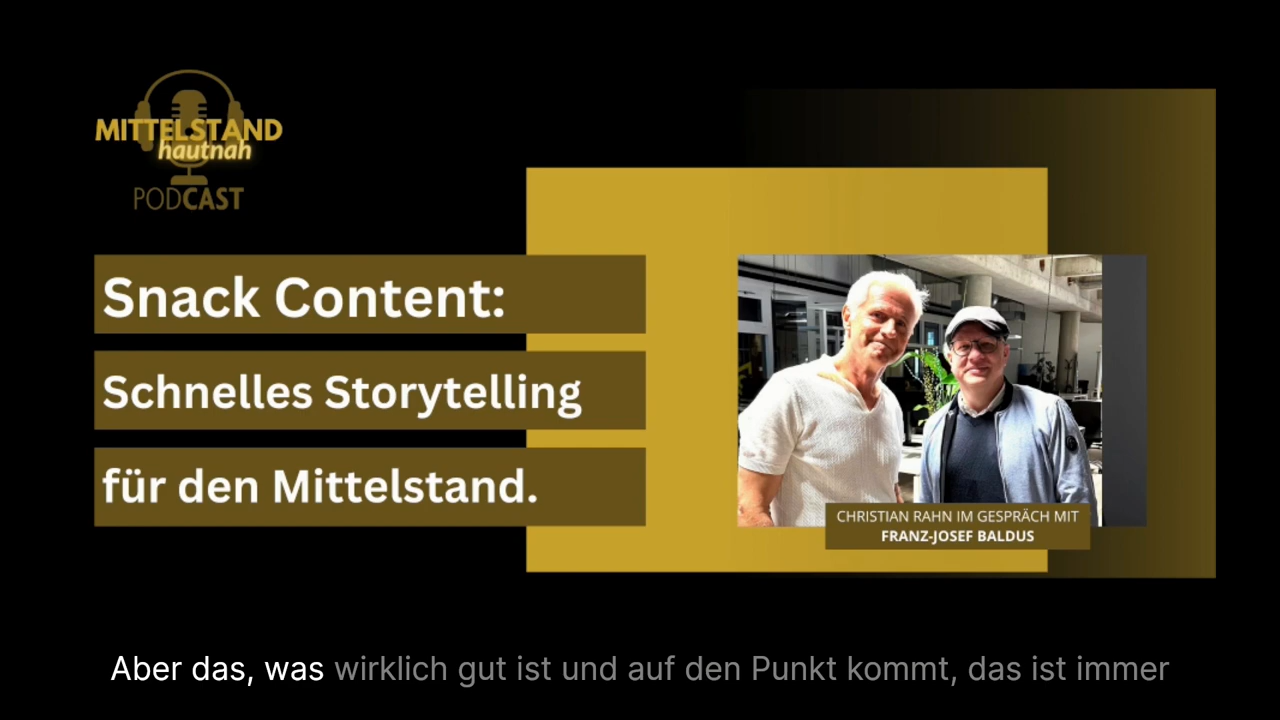 MITTELSTAND
hautnah
PODCAST
Snack Content:
Schnelles Storytelling
für den Mittelstand.
CHRISTIAN RAHN IM GESPRÄCH MIT
FRANZ-JOSEF BALDUS
Aber das, was wirklich gut ist und auf den Punkt kommt, das ist immer